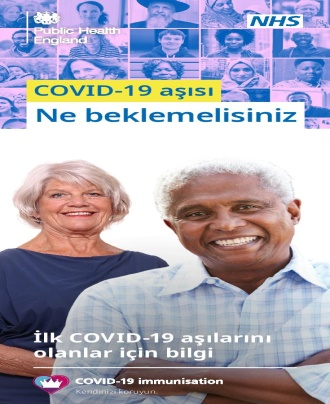 Public Health
England
NHS
COVID-19 aşısı
Ne beklemelisiniz
İlk COVID-19 aşılarını
olanlar için bilgi
COVID-19 immunisation
Kendinizi koruyun.